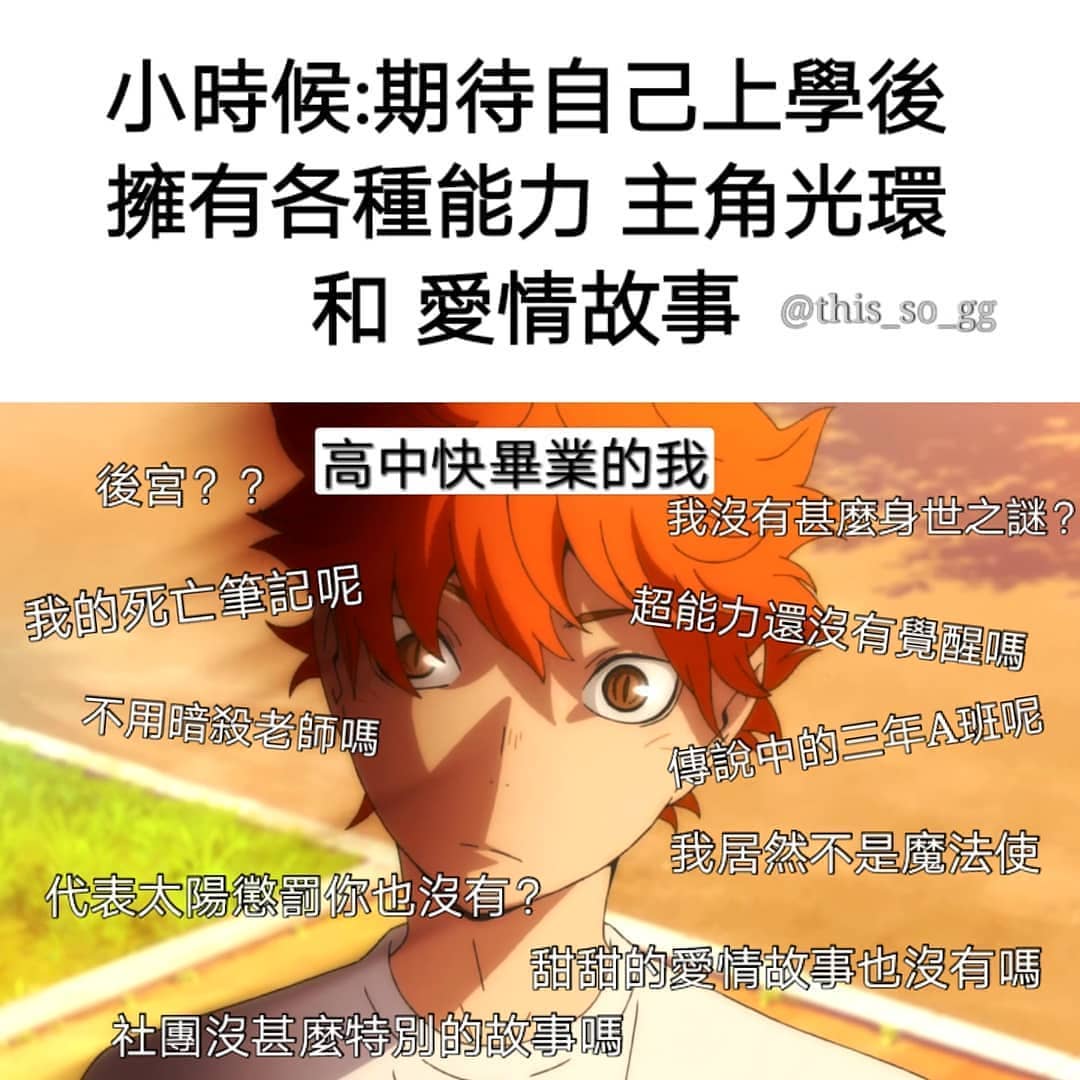 小時候:期待自己上學後
擁有各種能力 主角光環
和 愛情故事
@this_so_gg
高中快畢業的我
後宮？？
我沒有甚麼身世之謎?
我的死亡筆記呢
超能力還沒有覺醒嗎
不用暗殺老師嗎
傳說中的三年A班呢
我居然不是魔法使
代表太陽懲罰你也沒有？
甜甜的愛情故事也沒有嗎
社團沒甚麼特別的故事嗎